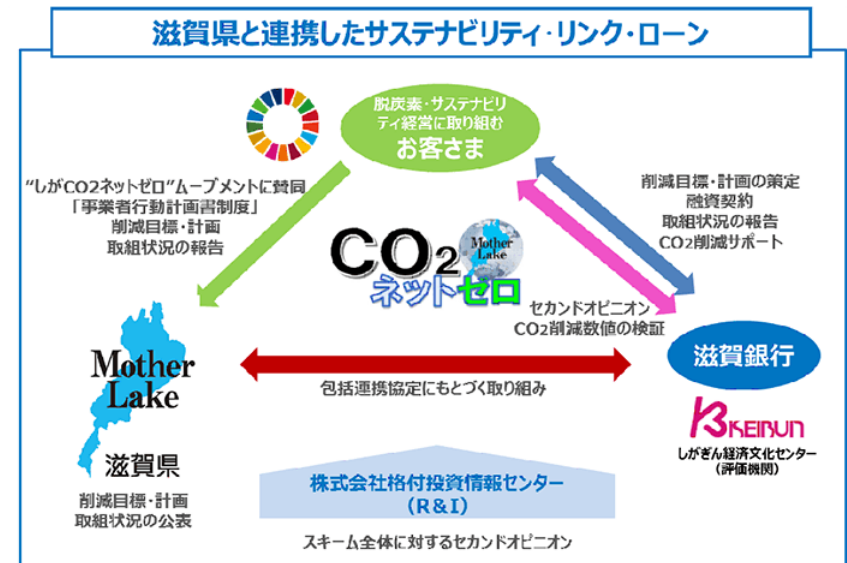 滋賀県と連携したサステナビリティ・リンク・ローン
脱炭素・サステナビリ
ティ経営に取り組む
お客さま
“しがCO2ネットゼロ”ムーブメントに賛同
「事業者行動計画書制度」
削減目標・計画
取組状況の報告
削減目標・計画の策定
融資契約
取組状況の報告
CO2削減サポート
CO2
Mother
Lake
ネットゼロ
セカンドオピニオン
CO2削減数値の検証
Mother
Lake
滋賀県
削減目標・計画
取組状況の公表
包括連携協定にもとづく取り組み
滋賀銀行
KEIBUN
しがぎん経済文化センター
（評価機関）
株式会社格付投資情報センター
（R＆I）
スキーム全体に対するセカンドオピニオン